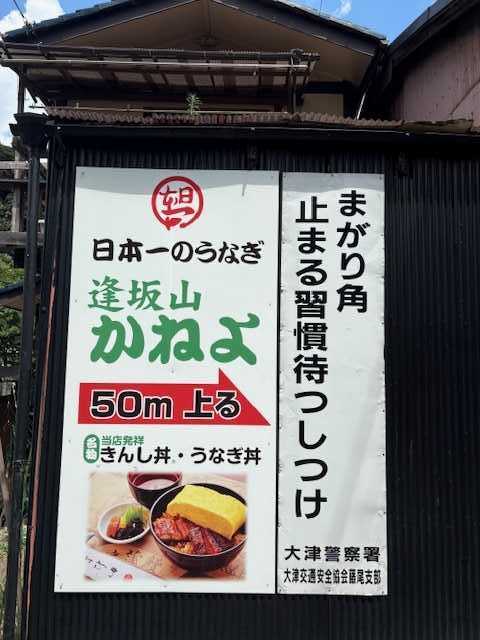 日本一のうなぎ
逢坂山
かねよ
50m 上る
名物
当店発祥
きんし丼・うなぎ丼
まがり角
止まる習慣待つしつけ
大津警察署
大津交通安全協会藤尾支部